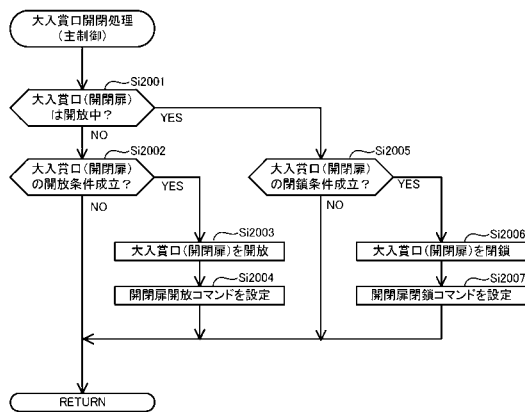 大入賞口開閉処理
(主制御)
Si2001
大入賞口(開閉扉)
は開放中?
YES
NO
Si2002
大入賞口(開閉扉)
の開放条件成立?
YES
NO
Si2005
大入賞口(開閉扉)
の閉鎖条件成立?
YES
NO
Si2003
大入賞口(開閉扉)を開放
Si2004
開閉扉開放コマンドを設定
Si2006
大入賞口(開閉扉)を閉鎖
Si2007
開閉扉閉鎖コマンドを設定
RETURN